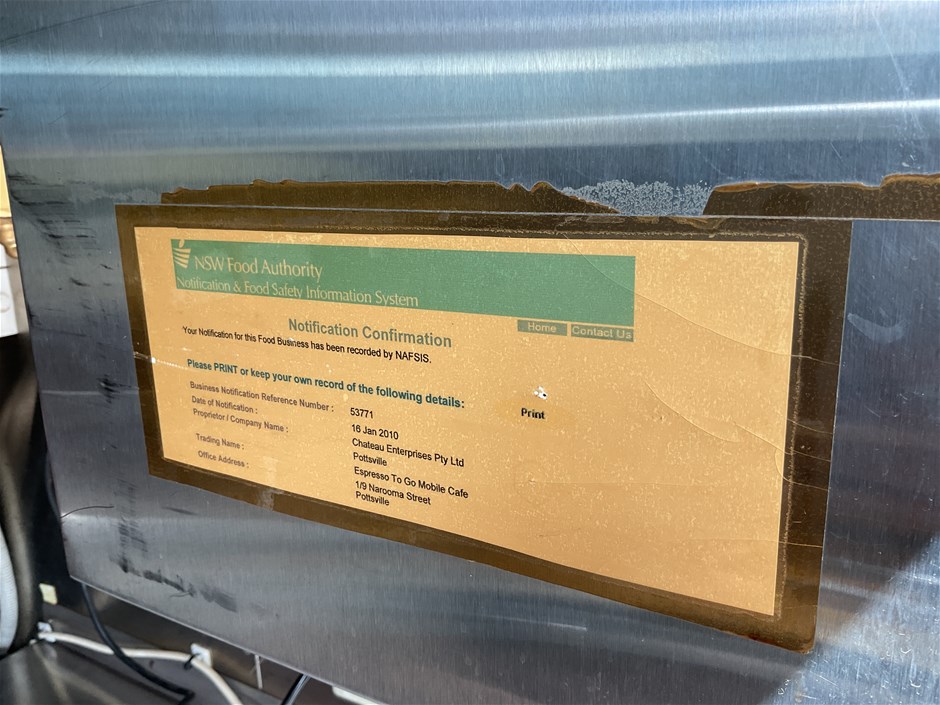 NSW Food Authority
Notification & Food Safety Information System
Home
Contact Us
Notification Confirmation
Your Notification for this Food Business has been recorded by NAFSIS.
Please PRINT or keep your own record of the following details:
Print
Business Notification Reference Number : 53771
Date of Notification : 16 Jan 2010
Proprietor / Company Name : Chateau Enterprises Pty Ltd
Pottsville
Trading Name : Espresso To Go Mobile Cafe
Office Address : 1/9 Narooma Street
Pottsville